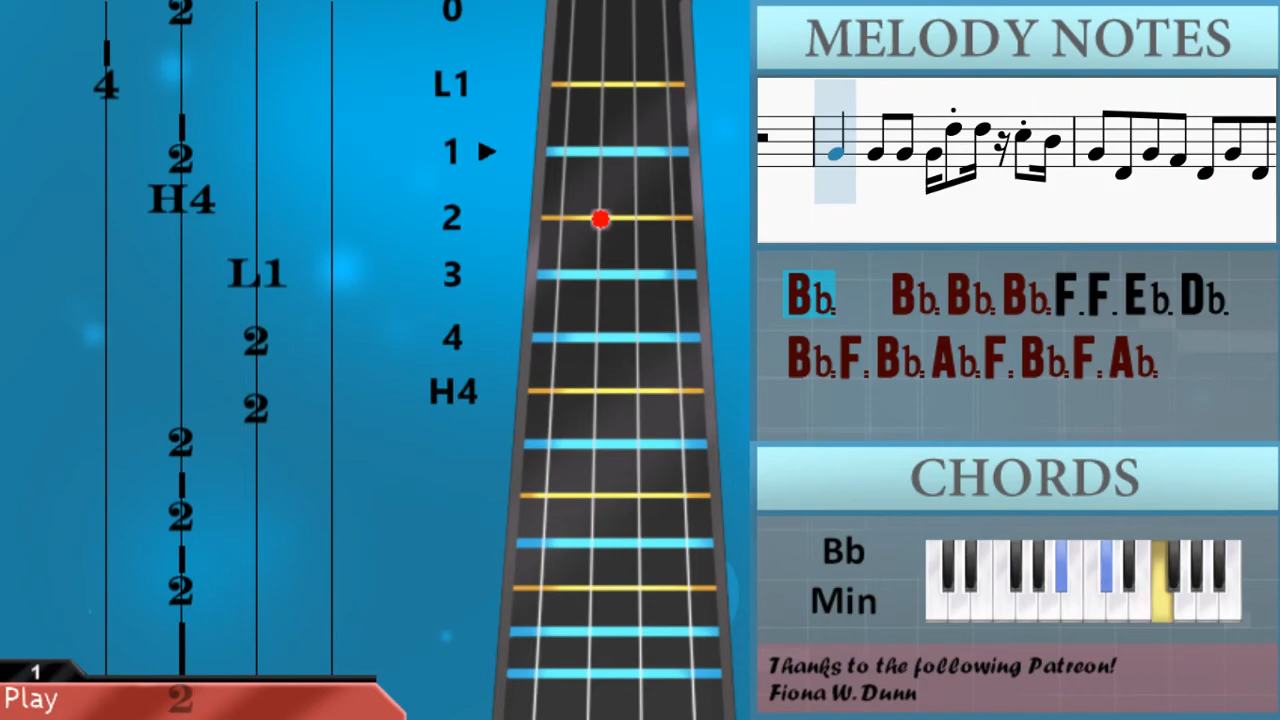 2
4
2
H4
L1
2
2
2
2
2
2
1
Play
0
L1
1
2
3
4
H4
MELODY NOTES
Bb. Bb. Bb. Bb. F. F. Eb. Db.
Bb. F. Bb. Ab. F. Bb. F. Ab.
CHORDS
Bb
Min
Thanks to the following Patreon!
Fiona W. Dunn